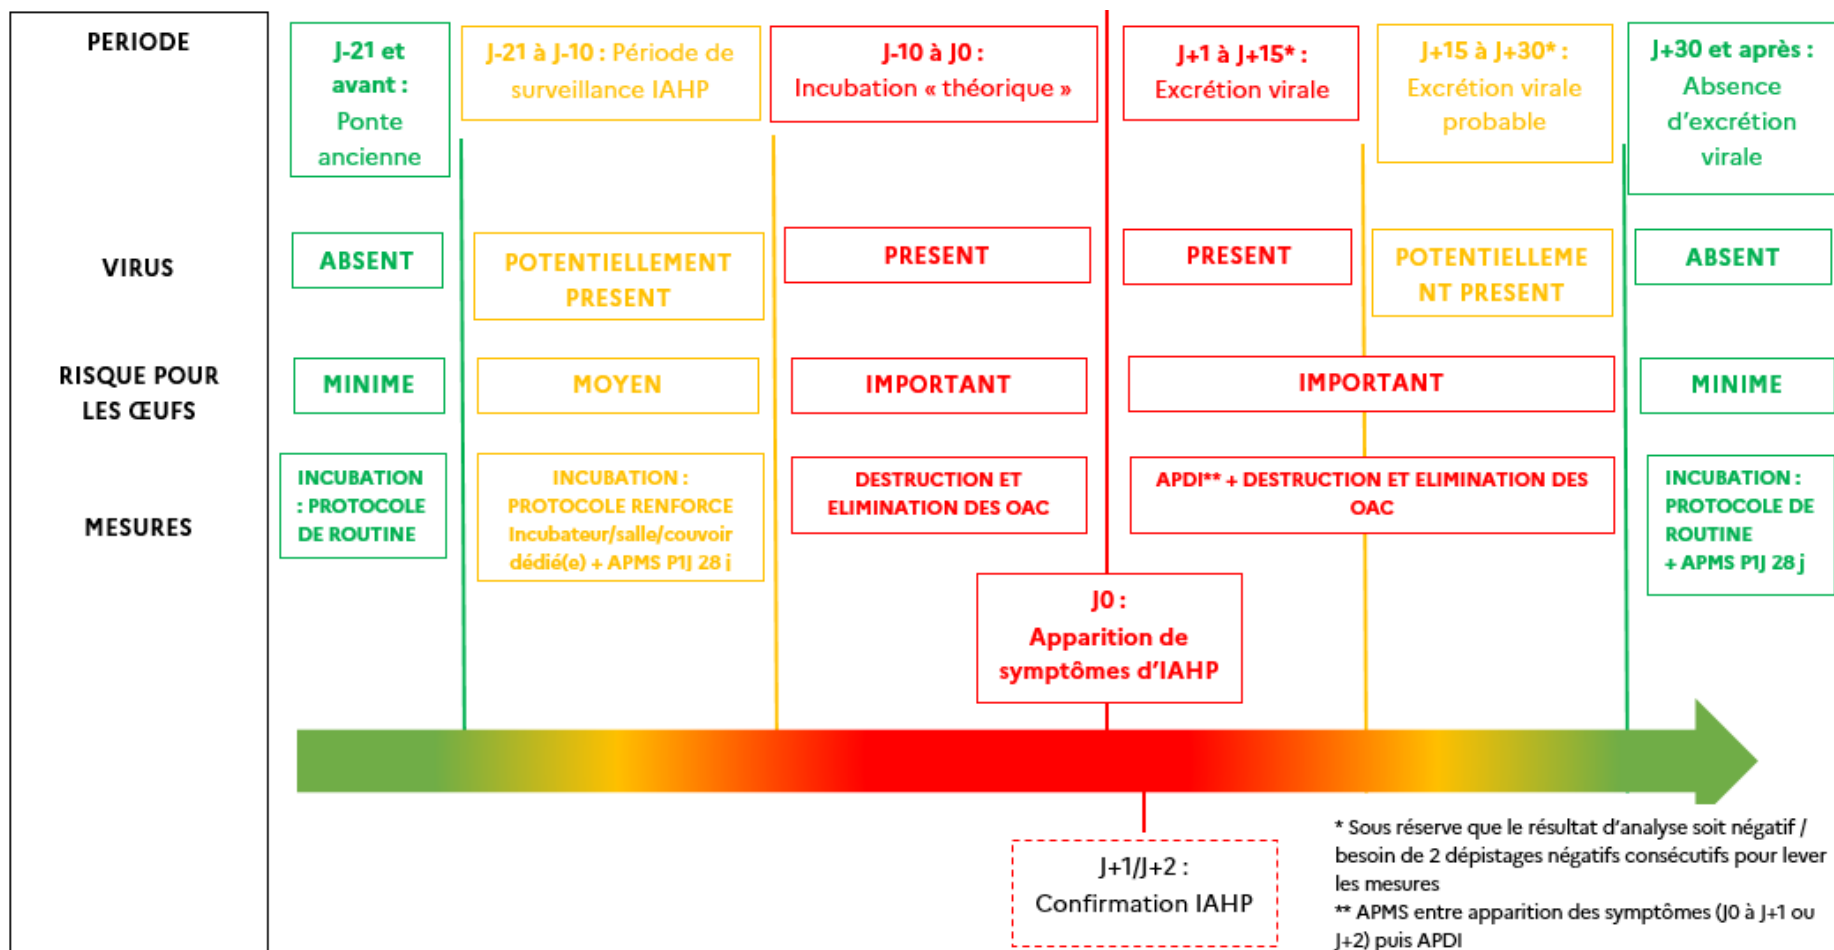 PERIODE
J-21 et
avant :
Ponte
ancienne
J-21 à J-10 : Période de
surveillance IAHP
J-10 à J0 :
Incubation « théorique »
J+1 à J+15* :
Excrétion virale
J+15 à J+30* :
Excrétion virale
probable
J+30 et après :
Absence
d'excrétion
virale
VIRUS
ABSENT
POTENTIELLEMENT
PRESENT
PRESENT
PRESENT
POTENTIELLEME
NT PRESENT
ABSENT
RISQUE POUR
LES ŒUFS
MINIME
MOYEN
IMPORTANT
IMPORTANT
MINIME
MESURES
INCUBATION
: PROTOCOLE
DE ROUTINE
INCUBATION :
PROTOCOLE RENFORCE
Incubateur/salle/couvoir
dédié(e) + APMS P1J 28 j
DESTRUCTION ET
ELIMINATION DES OAC
APDI** + DESTRUCTION ET ELIMINATION DES
OAC
INCUBATION :
PROTOCOLE DE
ROUTINE
+ APMS P1J 28 j
J0 :
Apparition de
symptômes d'IAHP
J+1/J+2 :
Confirmation IAHP
* Sous réserve que le résultat d'analyse soit négatif /
besoin de 2 dépistages négatifs consécutifs pour lever
les mesures
** APMS entre apparition des symptômes (J0 à J+1 ou
J+2) puis APDI